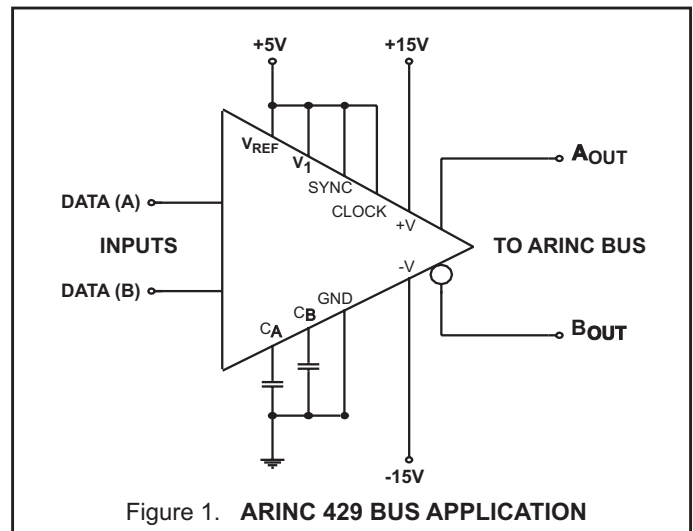 +5V
+15V
VREF
V1
SYNC
CLOCK
+V
AOUT
DATA (A)
INPUTS
TO ARINC BUS
DATA (B)
-V
GND
CB
CA
BOUT
-15V
Figure 1. ARINC 429 BUS APPLICATION